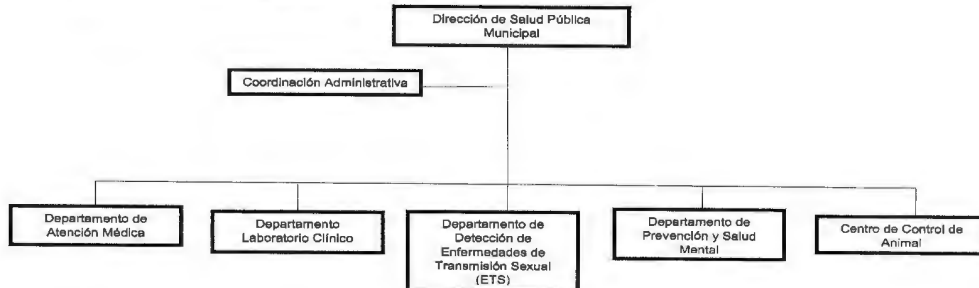 Dirección de Salud Pública
Municipal
Coordinación Administrativa
Departamento de
Atención Médica
Departamento
Laboratorio Clínico
Departamento de
Detección de
Enfermedades de
Transmisión Sexual
(ETS)
Departamento de
Prevención y Salud
Mental
Centro de Control de
Animal